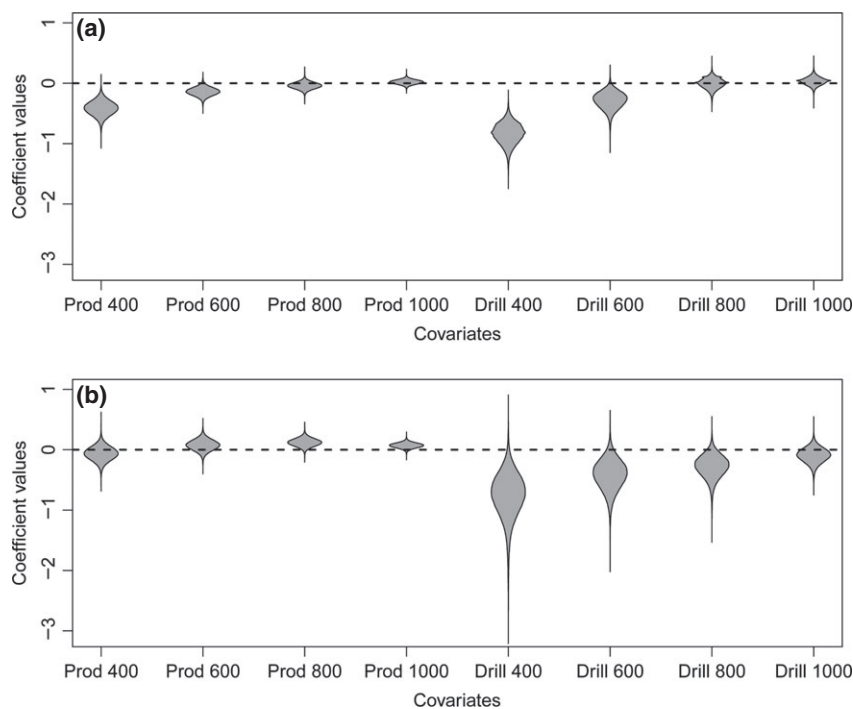 (a)
Coefficient values
1
0
−1
−2
−3
Prod 400 Prod 600 Prod 800 Prod 1000 Drill 400 Drill 600 Drill 800 Drill 1000
Covariates
(b)
Coefficient values
1
0
−1
−2
−3
Prod 400 Prod 600 Prod 800 Prod 1000 Drill 400 Drill 600 Drill 800 Drill 1000
Covariates